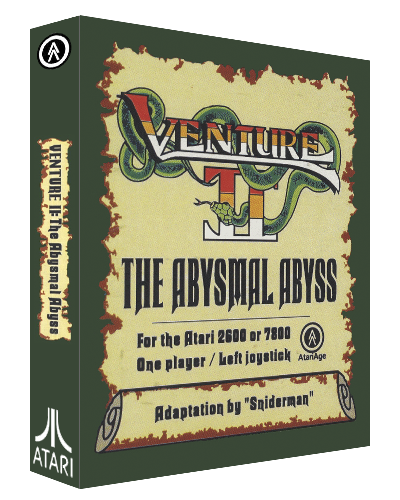 VENTURE II: The Abysmal Abyss
ATARI
VENTURE
II
THE ABYSMAL ABYSS
For the Atari 2600 or 7800
One player / Left joystick
AtariAge
Adaptation by "Sniderman"